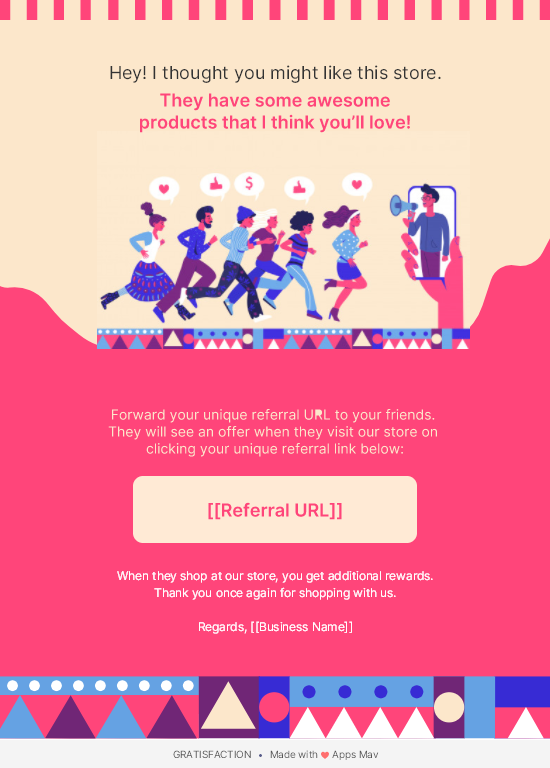 Hey! I thought you might like this store.
They have some awesome
products that I think you’ll love!
$
Forward your unique referral URL to your friends.
They will see an offer when they visit our store on
clicking your unique referral link below:
[[Referral URL]]
When they shop at our store, you get additional rewards.
Thank you once again for shopping with us.
Regards, [[Business Name]]
GRATISFACTION • Made with ❤ Apps Mav